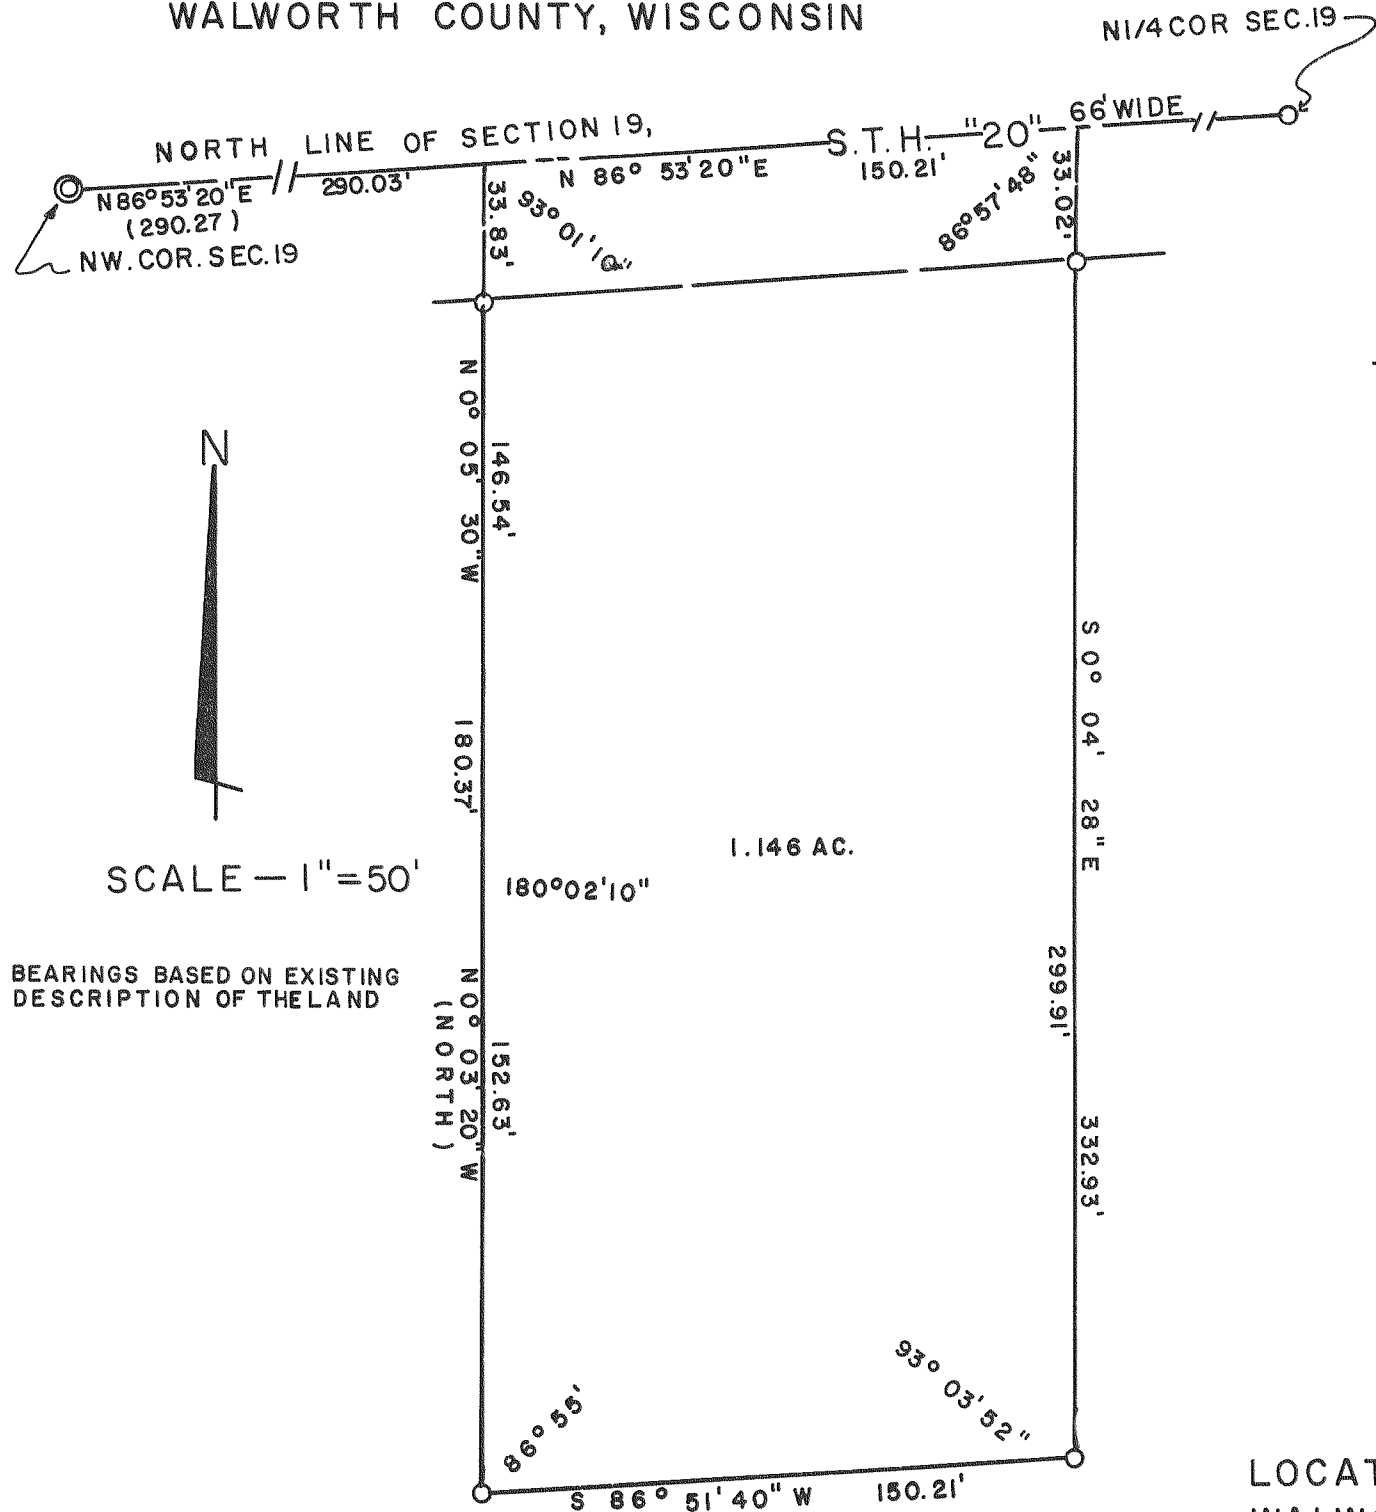 WALWORTH COUNTY, WISCONSIN
N1/4 COR SEC.19
NORTH LINE OF SECTION 19,
S.T.H. "20"
66' WIDE
N86°53'20"E
290.03'
(290.27)
NW. COR. SEC. 19
N 86° 53' 20"E
150.21'
33.83'
93° 01' 10"
86° 57' 48"
33.02'
N 0° 05' 30" W
146.54'
N
180.37'
S 0° 04' 28" E
1.146 AC.
SCALE — 1"=50'
180°02'10"
BEARINGS BASED ON EXISTING
DESCRIPTION OF THE LAND
N 0° 03' 20" W
(NORTH)
152.63'
299.91'
332.93'
86° 55'
93° 03' 52"
S 86° 51' 40" W
150.21'
LOCAT